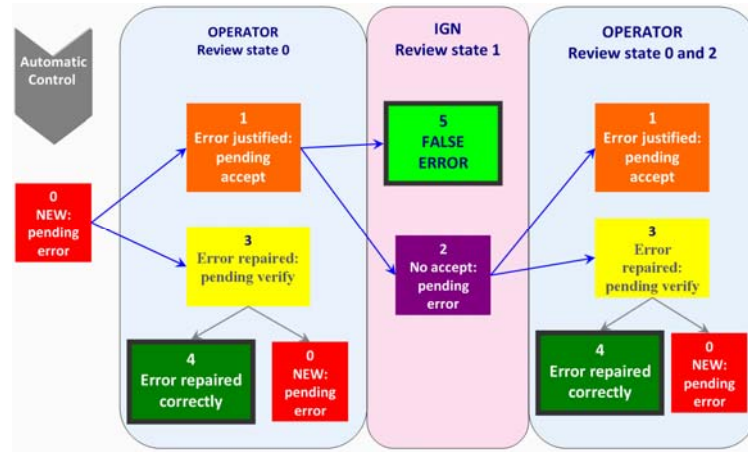 Automatic
Control
0
NEW:
pending
error
OPERATOR
Review state 0
1
Error justified:
pending
accept
3
Error repaired:
pending verify
4
Error repaired
correctly
0
NEW:
pending
error
IGN
Review state 1
5
FALSE
ERROR
2
No accept:
pending
error
OPERATOR
Review state 0 and 2
1
Error justified:
pending
accept
3
Error
repaired:
pending verify
4
Error repaired
correctly
0
NEW:
pending
error